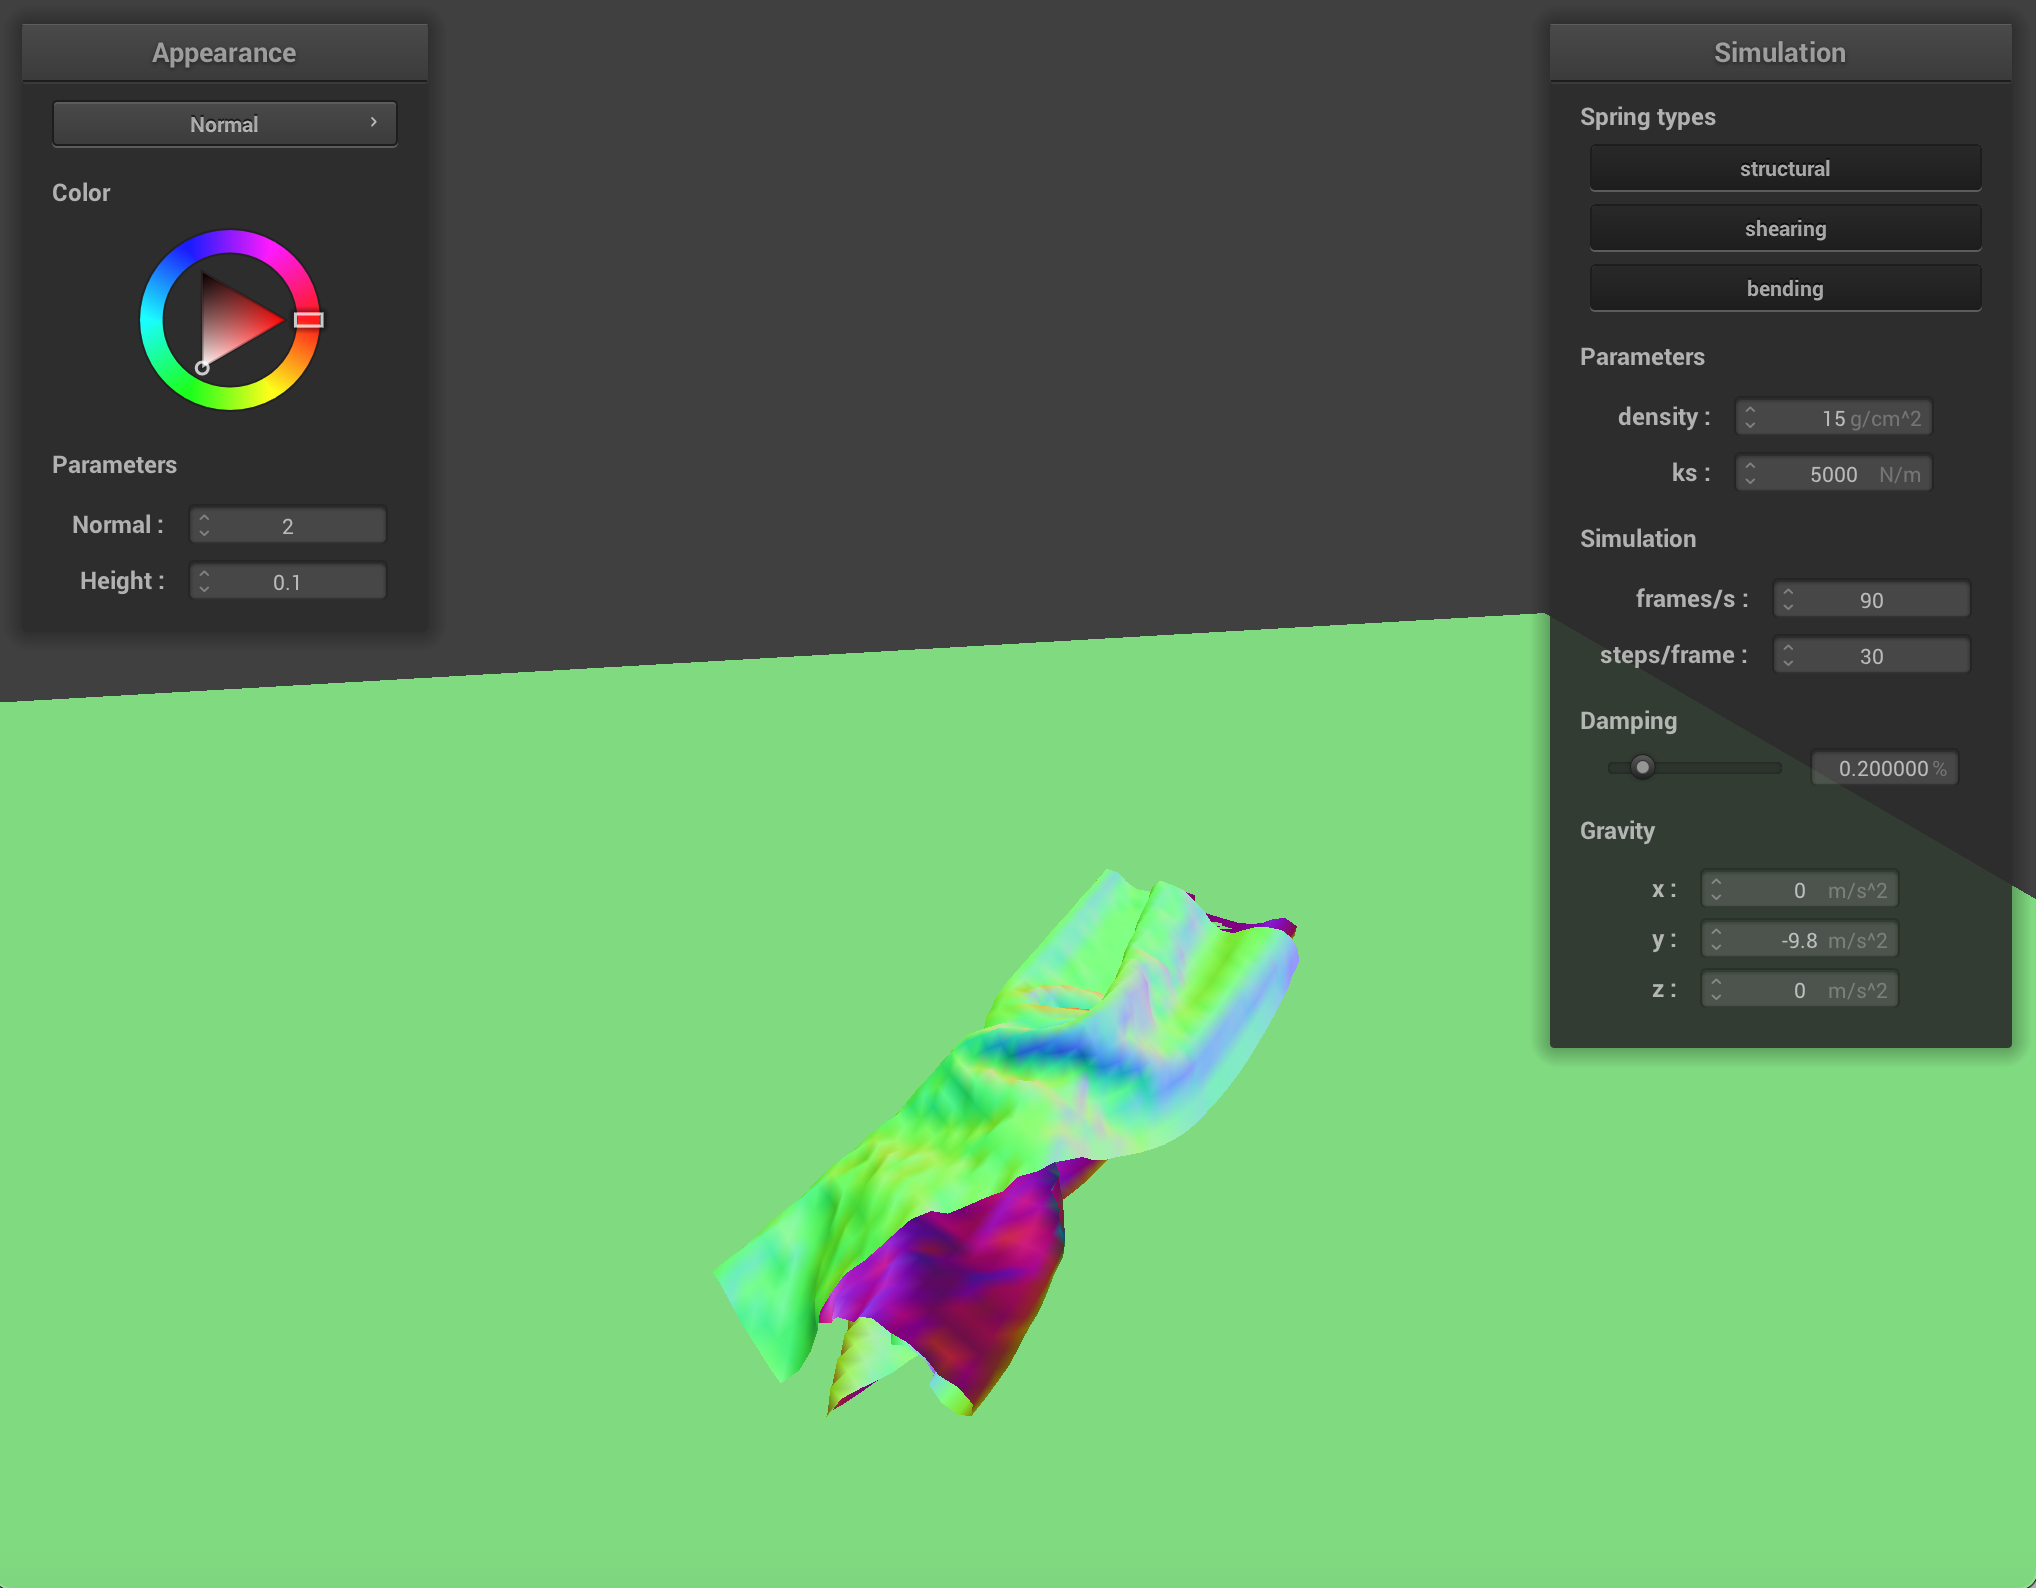 Appearance
Normal
Color
Parameters
Normal : 2
Height : 0.1
Simulation
Spring types
structural
shearing
bending
Parameters
density : 15 g/cm^2
ks : 5000 N/m
Simulation
frames/s : 90
steps/frame : 30
Damping
0.200000 %
Gravity
x : 0 m/s^2
y : -9.8 m/s^2
z : 0 m/s^2